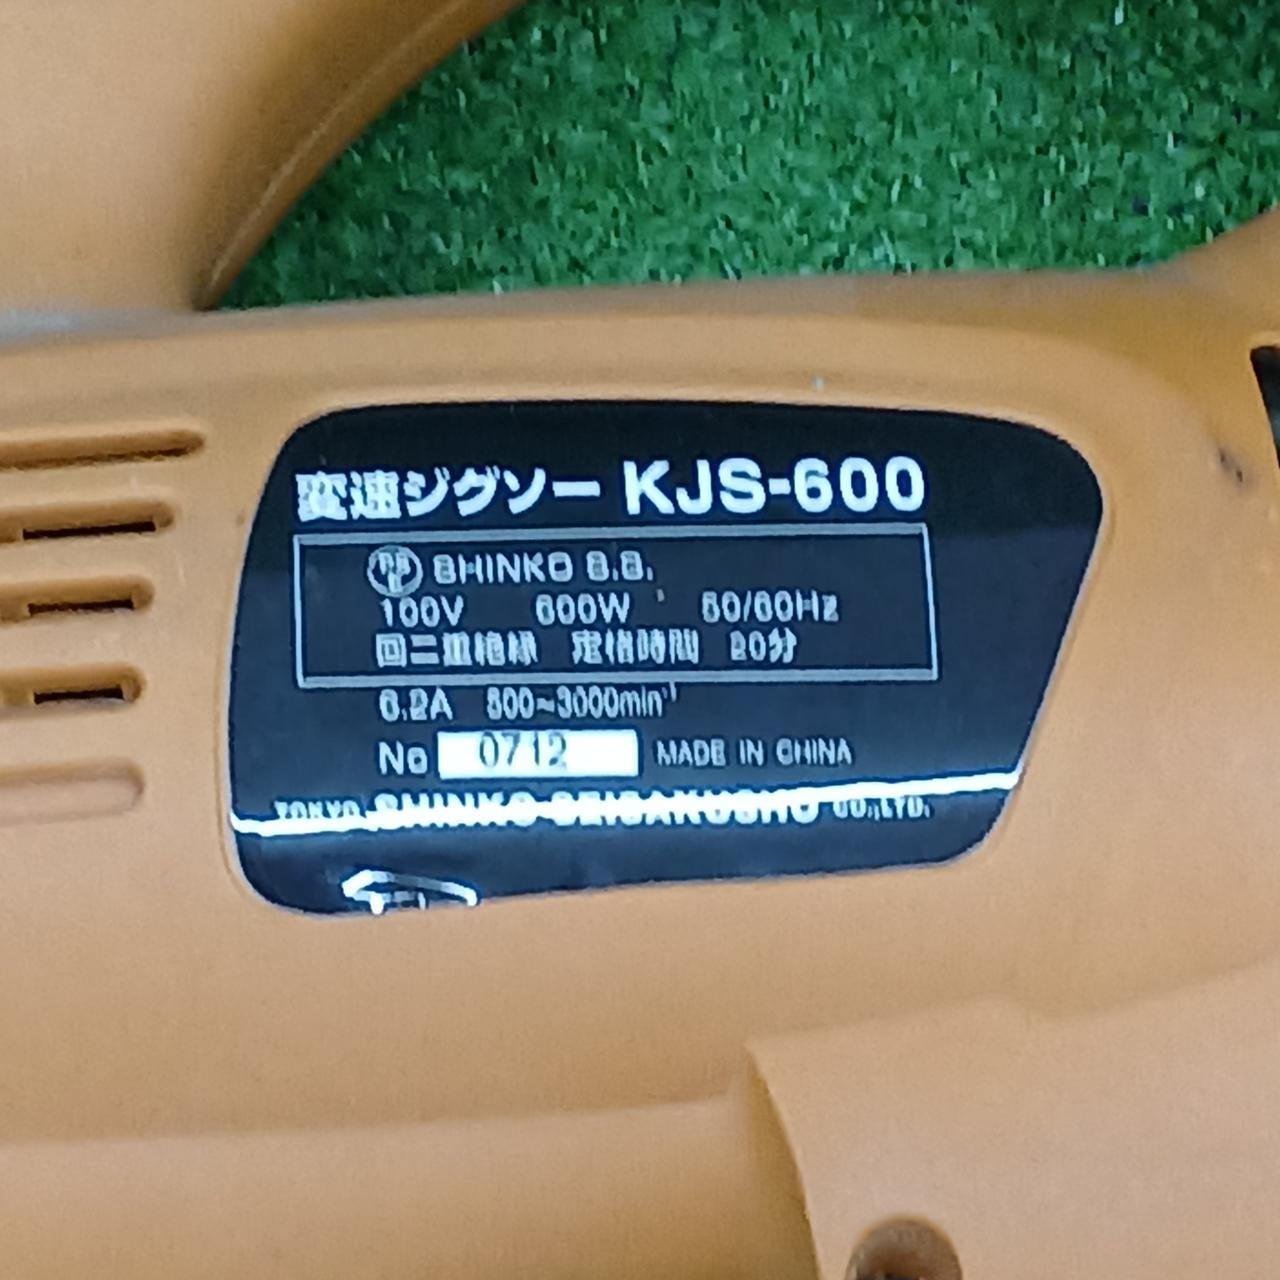 変速ジグソー KJS-600
PSE SHINKO S.S.
100V 600W 50/60Hz
回二重絶縁 定格時間 20分
6.2A 500~3000min⁻¹
No 0712 MADE IN CHINA
TOKYO SHINKO SEISAKUSHO CO.,LTD.